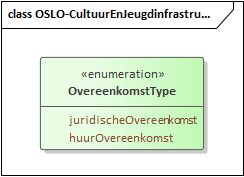 class OSLO-CultuurEnJeugdinfrastru...
«enumeration»
OvereenkomstType
juridischeOvereenkomst
huurOvereenkomst